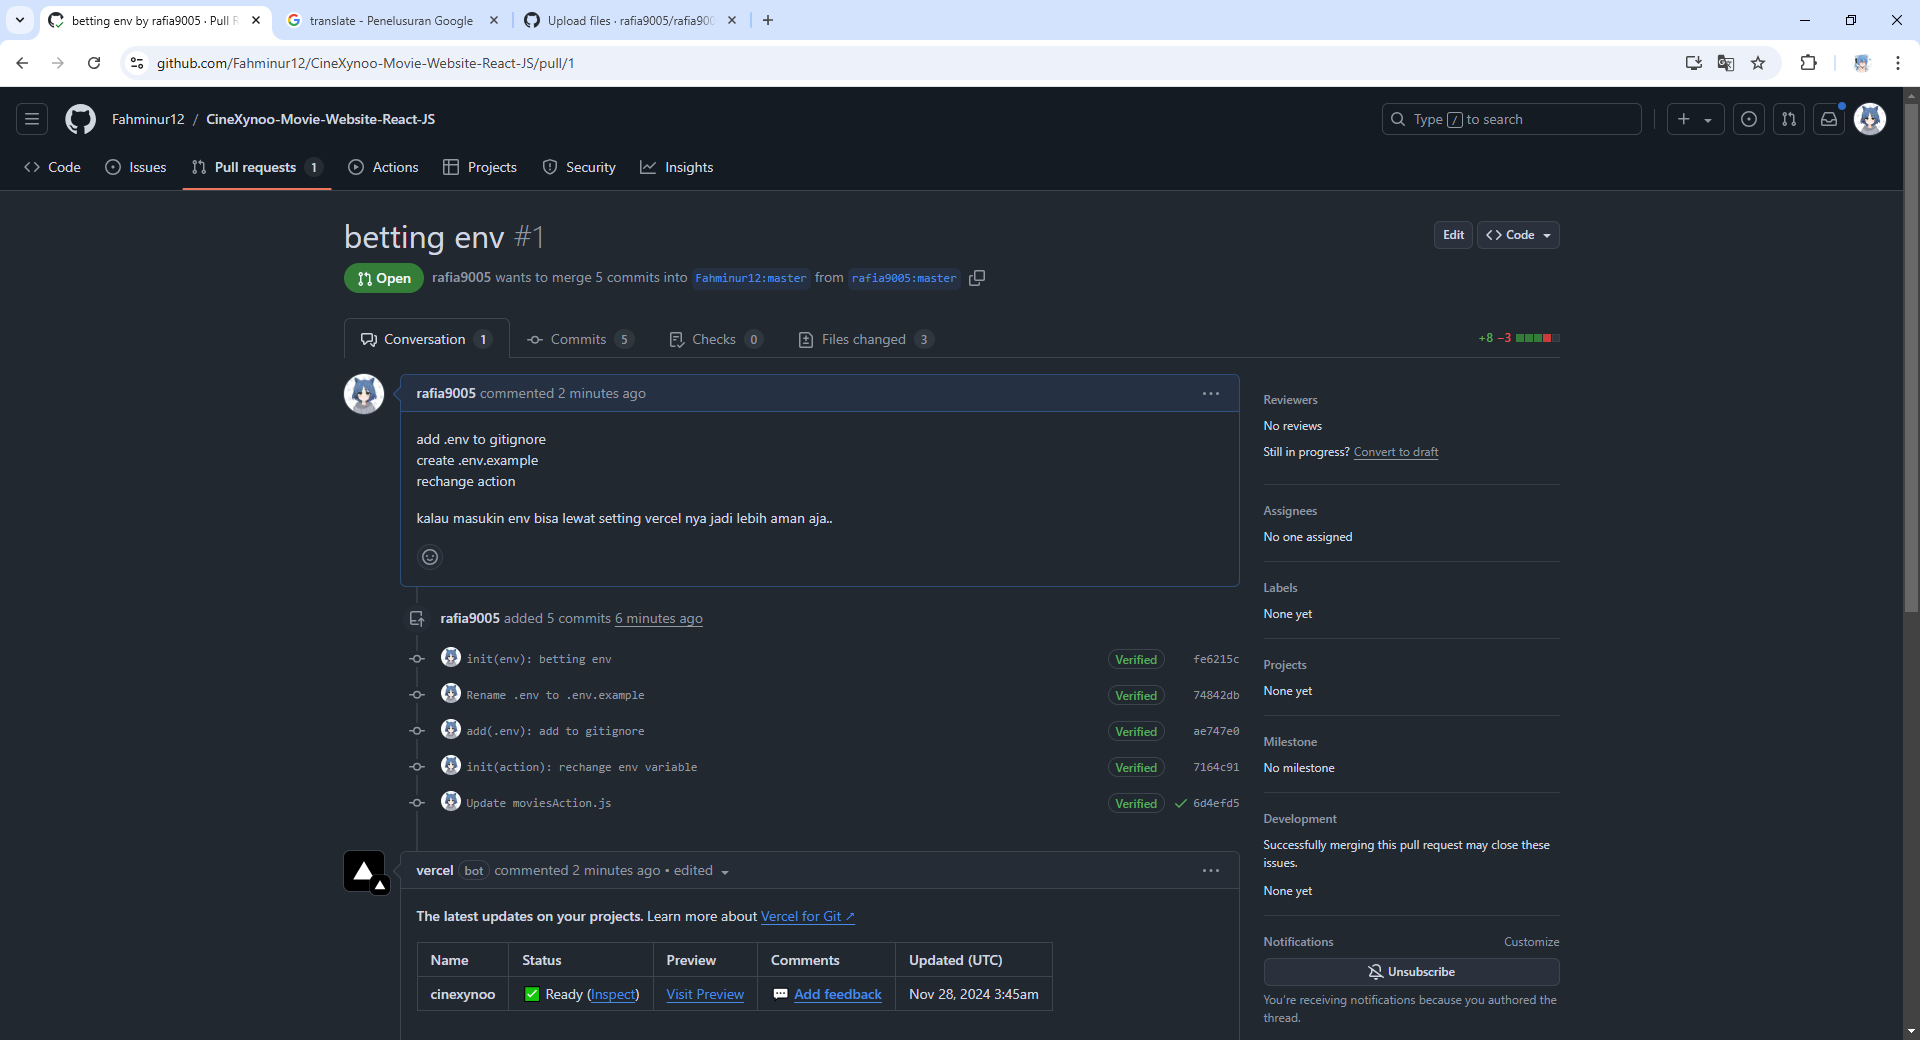 betting env by rafia9005 · Pull R
translate - Penelusuran Google
Upload files · rafia9005/rafia900
github.com/Fahminur12/CineXynoo-Movie-Website-React-JS/pull/1
Fahminur12 / CineXynoo-Movie-Website-React-JS
Type / to search
Code
Issues
Pull requests 1
Actions
Projects
Security
Insights
betting env #1
Edit
Code
Open
rafia9005 wants to merge 5 commits into Fahminur12:master from rafia9005:master
Conversation 1
Commits 5
Checks 0
Files changed 3
+8 −3
rafia9005 commented 2 minutes ago
add .env to gitignore
create .env.example
rechange action
kalau masukin env bisa lewat setting vercel nya jadi lebih aman aja..
rafia9005 added 5 commits 6 minutes ago
init(env): betting env Verified fe6215c
Rename .env to .env.example Verified 74842db
add(.env): add to gitignore Verified ae747e0
init(action): rechange env variable Verified 7164c91
Update moviesAction.js Verified 6d4efd5
vercel bot commented 2 minutes ago • edited
The latest updates on your projects. Learn more about Vercel for Git ↗
Name Status Preview Comments Updated (UTC)
cinexynoo ✅ Ready (Inspect) Visit Preview 💬 Add feedback Nov 28, 2024 3:45am
Reviewers
No reviews
Still in progress? Convert to draft
Assignees
No one assigned
Labels
None yet
Projects
None yet
Milestone
No milestone
Development
Successfully merging this pull request may close these
issues.
None yet
Notifications
Customize
Unsubscribe
You're receiving notifications because you authored the
thread.